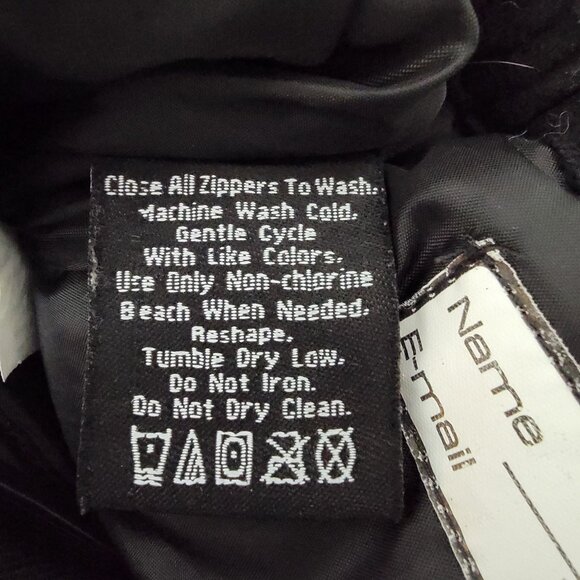 Close All Zippers To Wash.
Machine Wash Cold.
Gentle Cycle
With Like Colors.
Use Only Non-chlorine
Beach When Needed.
Reshape.
Tumble Dry Low.
Do Not Iron.
Do Not Dry Clean.
Name
E-mail